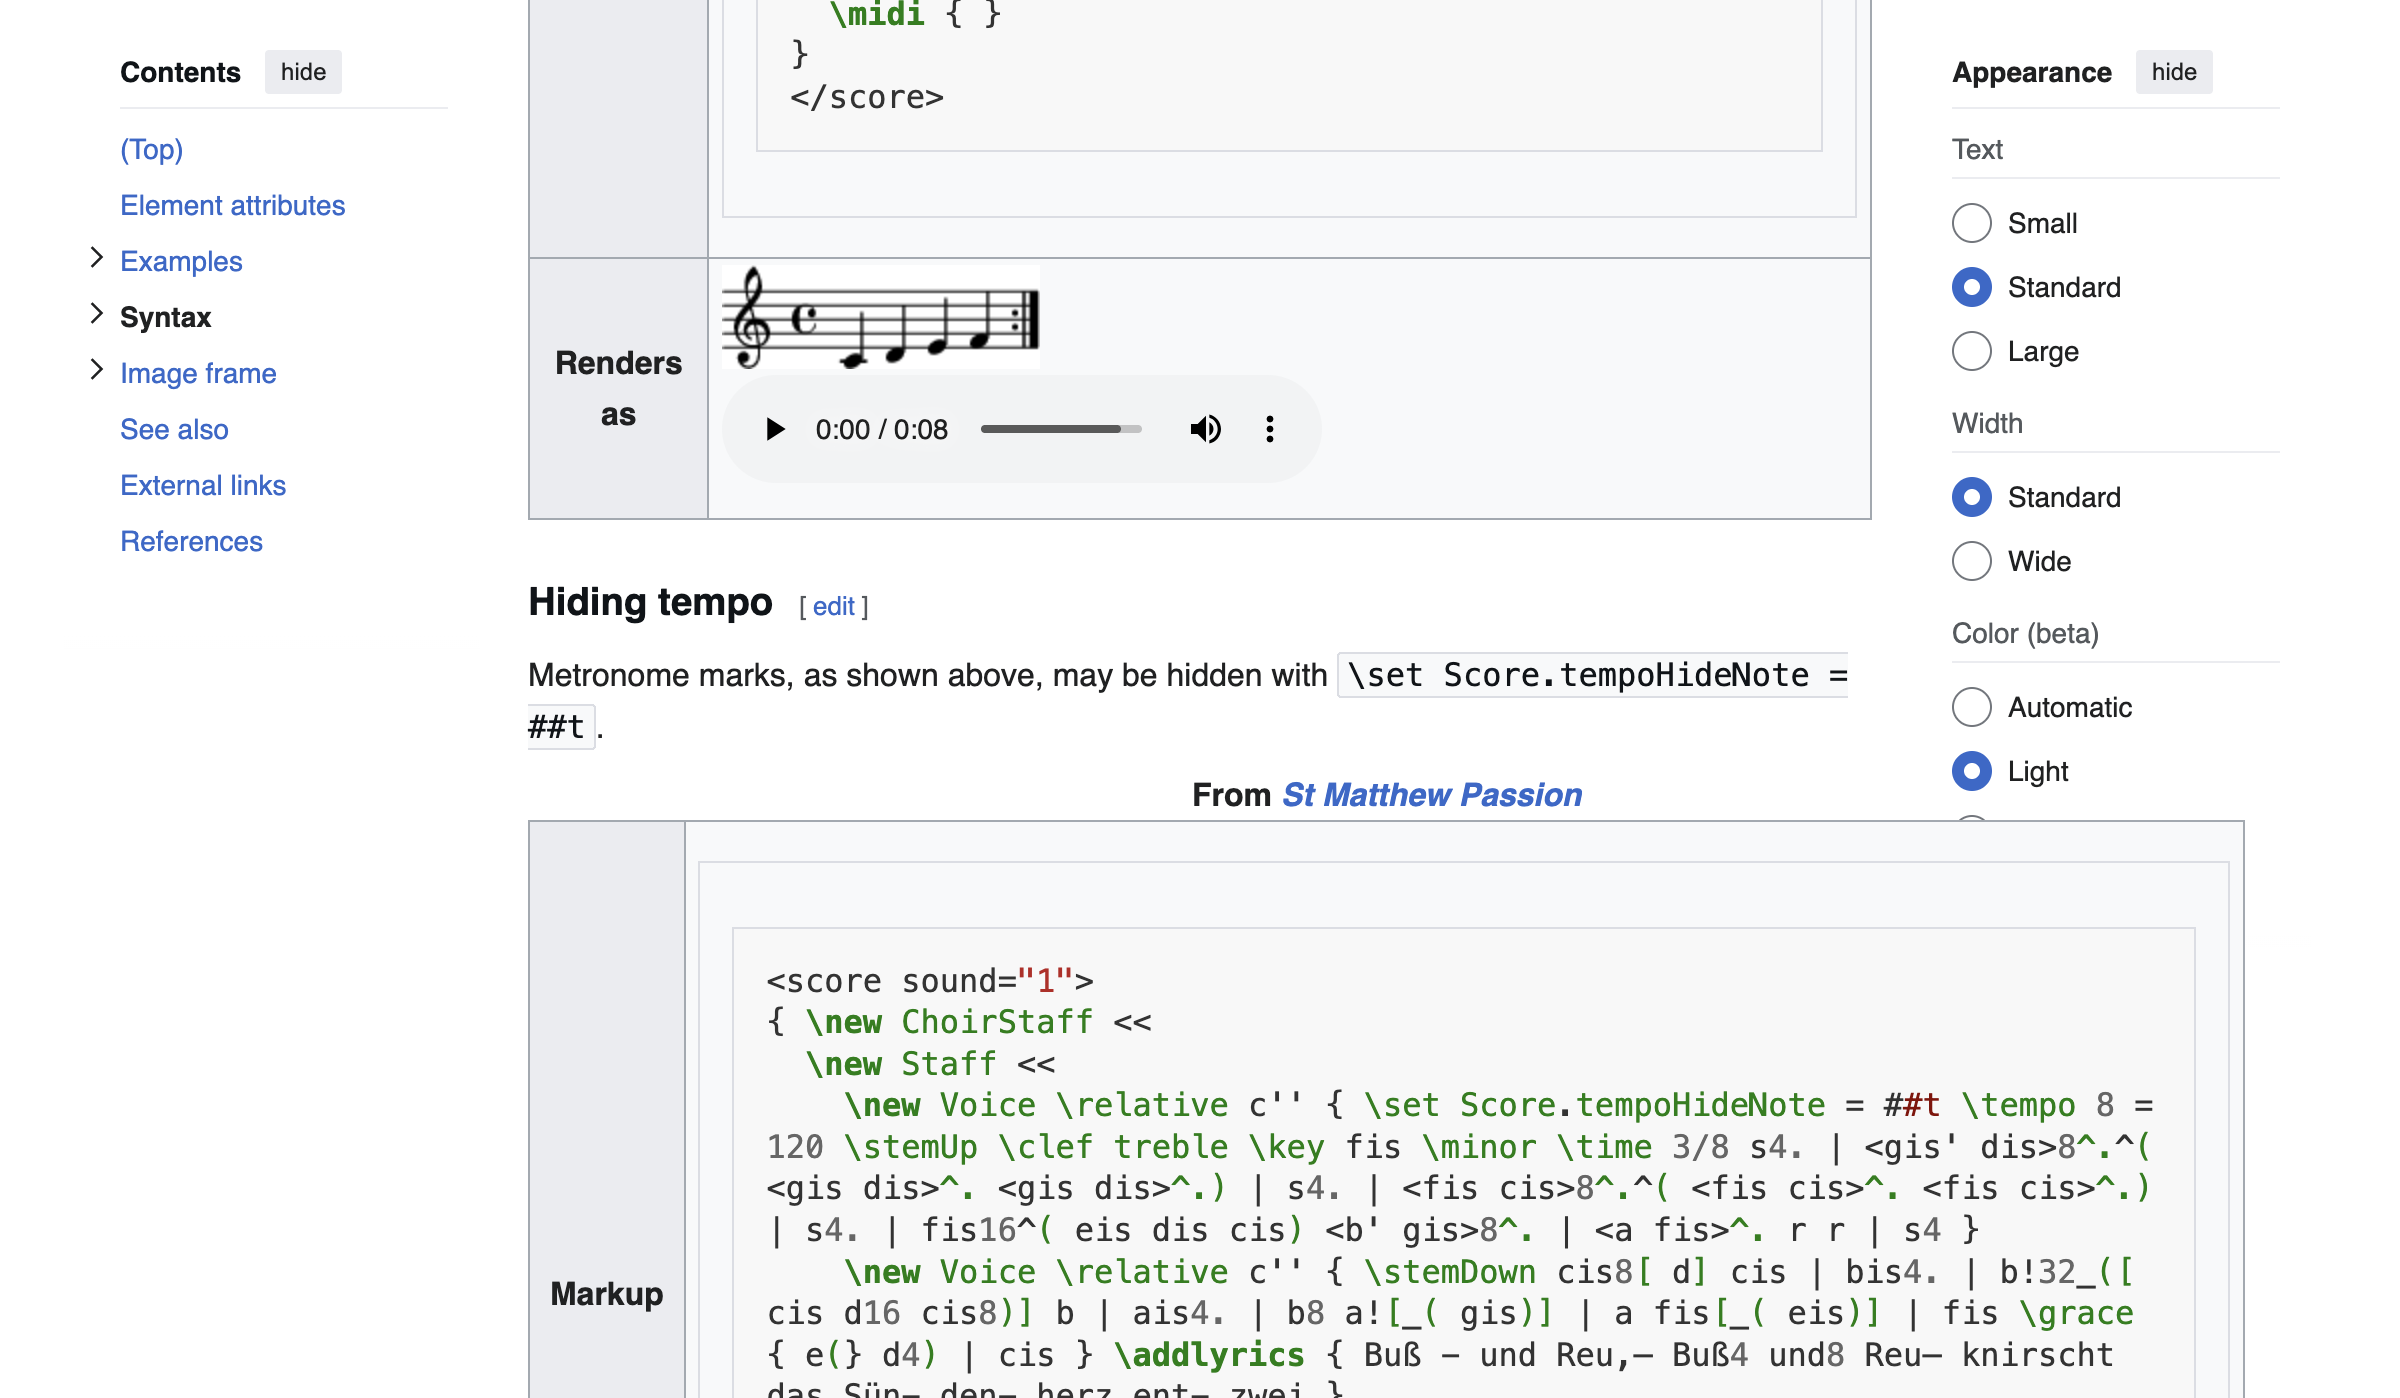 Contents hide
(Top)
Element attributes
Examples
Syntax
Image frame
See also
External links
References
\midi { }
}
</score>
Renders
as
0:00 / 0:08
Hiding tempo [ edit ]
Metronome marks, as shown above, may be hidden with \set Score.tempoHideNote =
##t .
From St Matthew Passion
Markup
<score sound="1">
{ \new ChoirStaff <<
  \new Staff <<
    \new Voice \relative c'' { \set Score.tempoHideNote = ##t \tempo 8 =
120 \stemUp \clef treble \key fis \minor \time 3/8 s4. | <gis' dis>8^.^(
<gis dis>^. <gis dis>^.) | s4. | <fis cis>8^.^( <fis cis>^. <fis cis>^.)
| s4. | fis16^( eis dis cis) <b' gis>8^. | <a fis>^. r r | s4 }
    \new Voice \relative c'' { \stemDown cis8[ d] cis | bis4. | b!32_([
cis d16 cis8)] b | ais4. | b8 a![_( gis)] | a fis[_( eis)] | fis \grace
{ e(} d4) | cis } \addlyrics { Buß – und Reu,– Buß4 und8 Reu– knirscht
das Sün– den– herz ent– zwei }
Appearance hide
Text
Small
Standard
Large
Width
Standard
Wide
Color (beta)
Automatic
Light